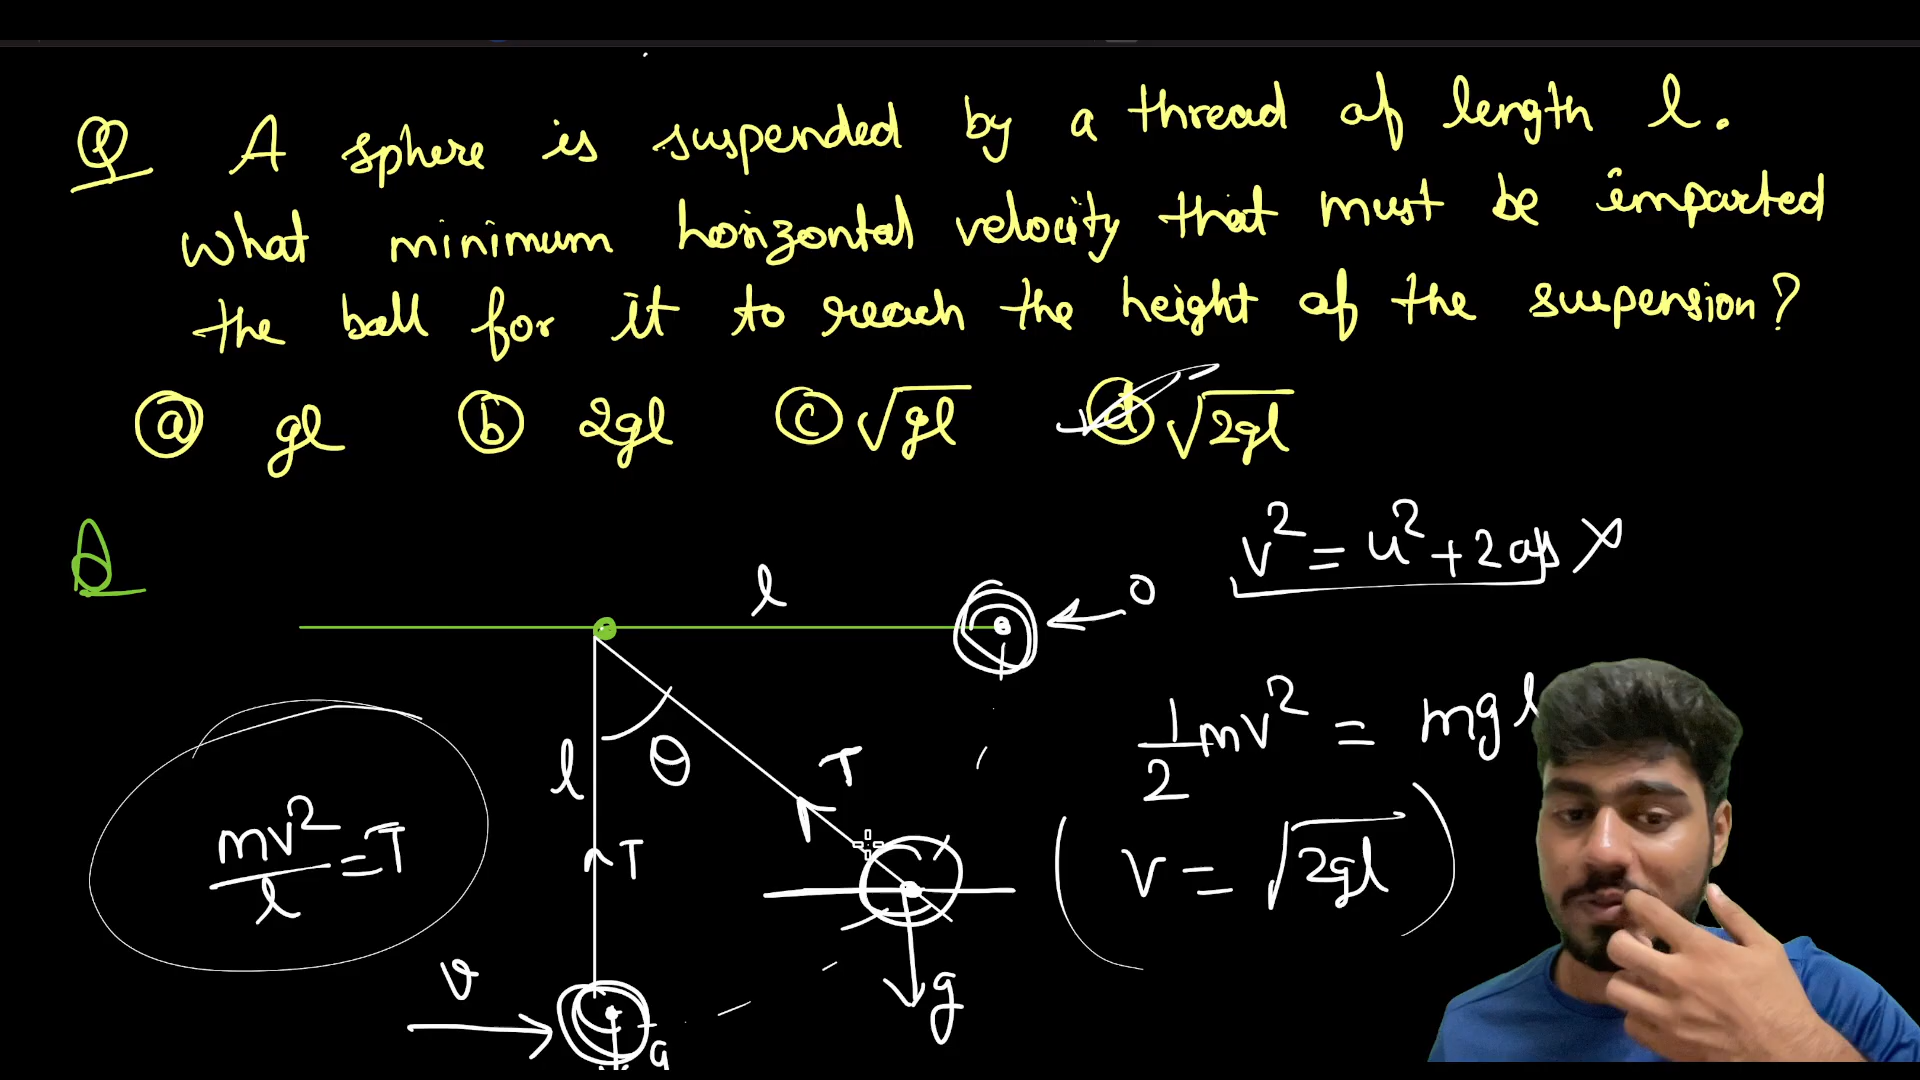 Q A sphere is suspended by a thread of length l.
What minimum horizontal velocity that must be imparted
the ball for it to reach the height of the suspension?
(a) gl (b) 2gl (c) √gl (d) √2gl
v² = u² + 2as ×
l
0
1/2 mv² = mgl
θ
l
T
mv²/l = T
T
v = √2gl
v
g
g